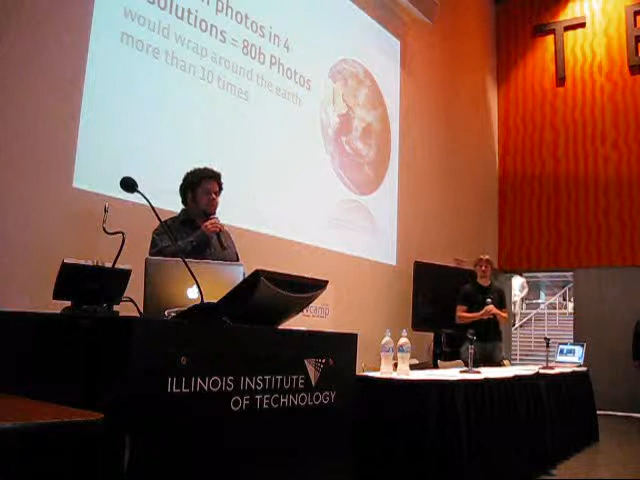 photos in 4
solutions = 80b Photos
would wrap around the earth
more than 10 times
T E
camp
ILLINOIS INSTITUTE
OF TECHNOLOGY